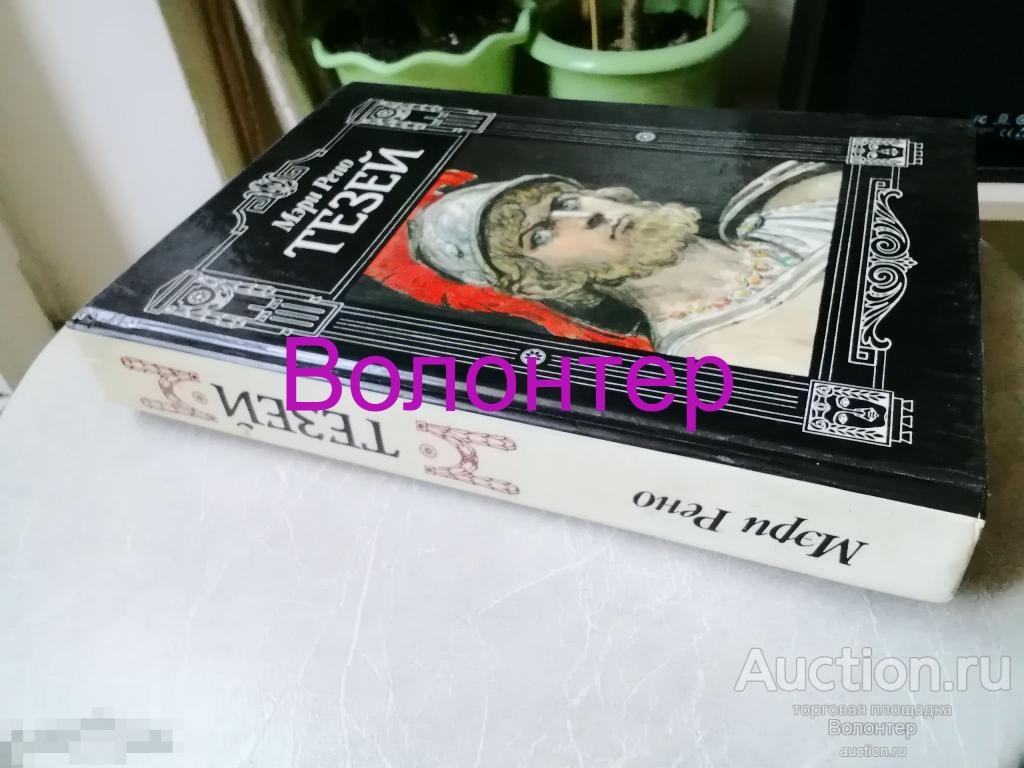 Мэри Рено
ТЕЗЕЙ
Волонтер
ТЕЗЕЙ
Мэри Рено
Auction.ru
торговая площадка
Волонтер
auction.ru